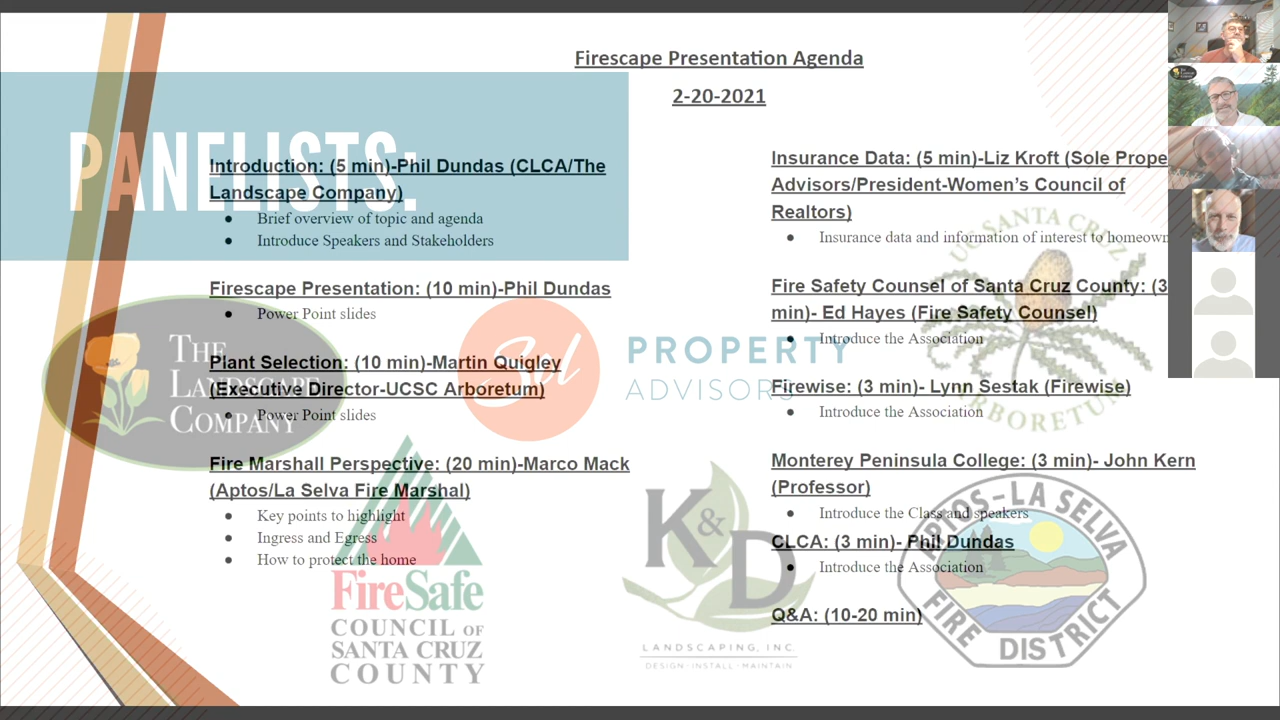 Firescape Presentation Agenda
2-20-2021
PANELISTS:
Introduction: (5 min)-Phil Dundas (CLCA/The
Landscape Company)
● Brief overview of topic and agenda
● Introduce Speakers and Stakeholders
Firescape Presentation: (10 min)-Phil Dundas
● Power Point slides
Plant Selection: (10 min)-Martin Quigley
(Executive Director-UCSC Arboretum)
● Power Point slides
Fire Marshall Perspective: (20 min)-Marco Mack
(Aptos/La Selva Fire Marshal)
● Key points to highlight
● Ingress and Egress
● How to protect the home
Insurance Data: (5 min)-Liz Kroft (Sole Prope
Advisors/President-Women's Council of
Realtors)
● Insurance data and information of interest to homeown
Fire Safety Counsel of Santa Cruz County: (3
min)- Ed Hayes (Fire Safety Counsel)
● Introduce the Association
Firewise: (3 min)- Lynn Sestak (Firewise)
● Introduce the Association
Monterey Peninsula College: (3 min)- John Kern
(Professor)
● Introduce the Class and speakers
CLCA: (3 min)- Phil Dundas
● Introduce the Association
Q&A: (10-20 min)
THE
LANDSCAPE
COMPANY
PROPERTY
ADVISORS
UC SANTA CRUZ
ARBORETUM
FireSafe
COUNCIL OF
SANTA CRUZ
COUNTY
K&D
LANDSCAPING, INC.
DESIGN · INSTALL · MAINTAIN
APTOS-LA SELVA
FIRE DISTRICT